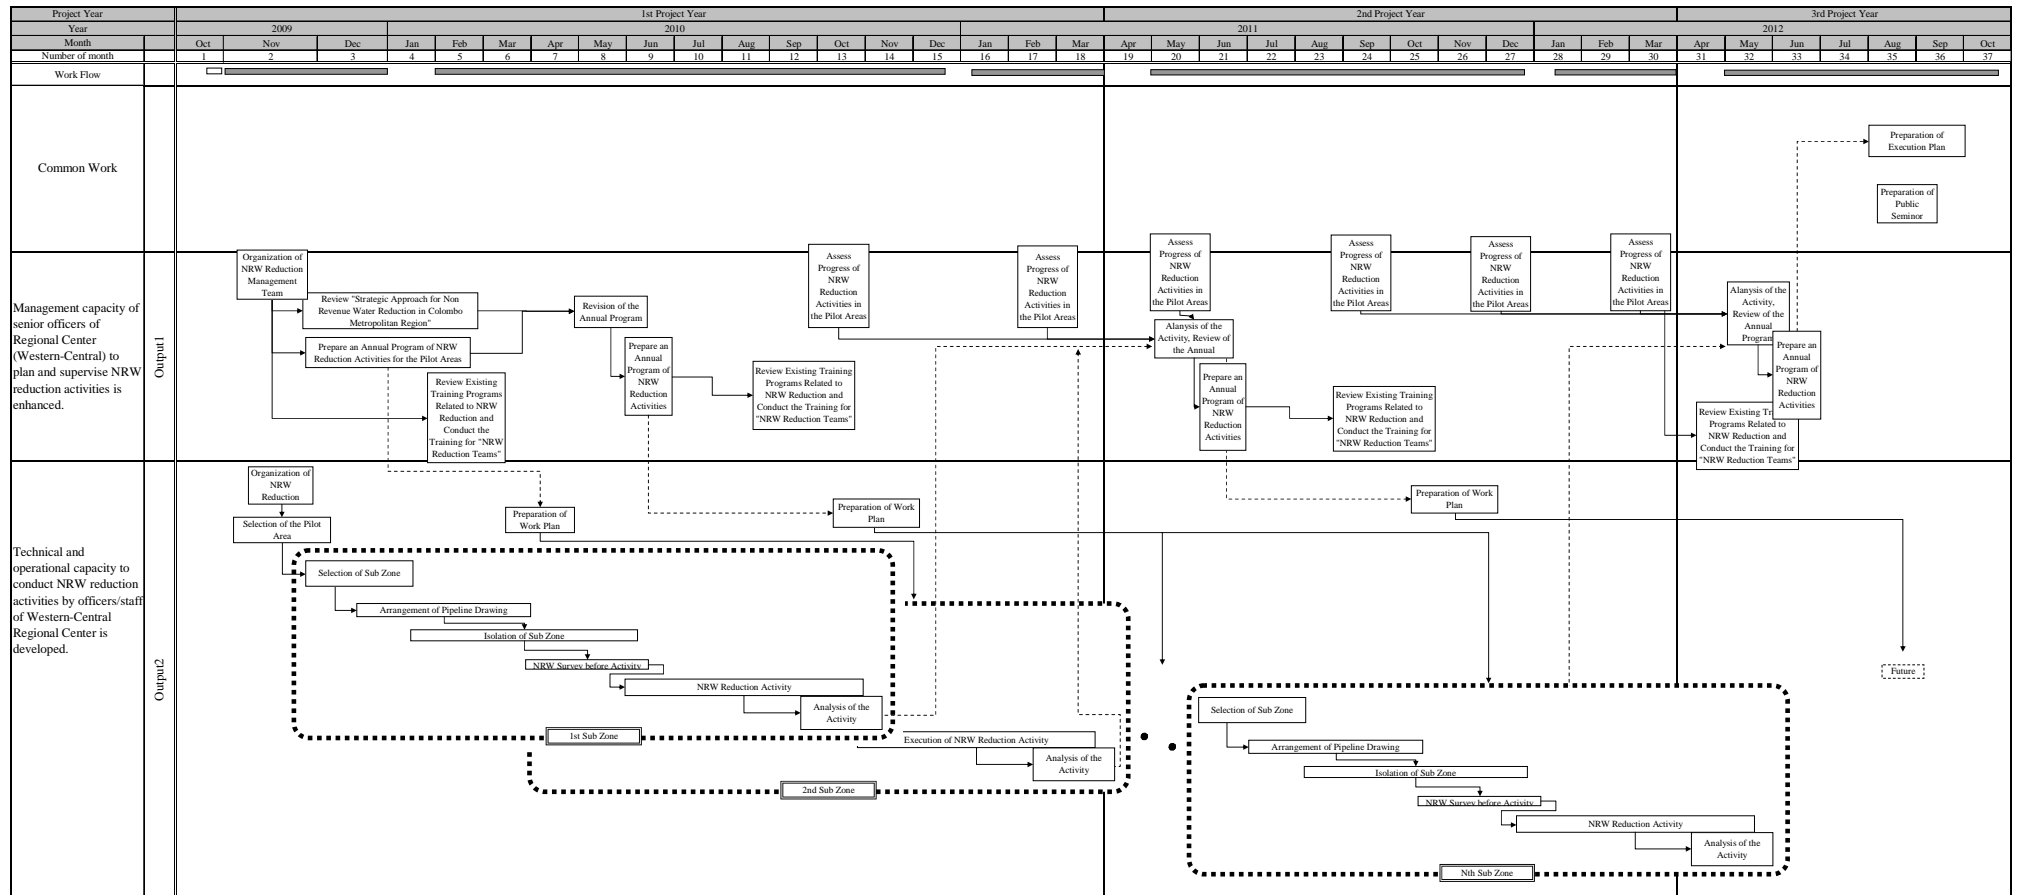 Project Year 1st Project Year 2nd Project Year 3rd Project Year
Year 2009 2010 2011 2012
Month Oct Nov Dec Jan Feb Mar Apr May Jun Jul Aug Sep Oct Nov Dec Jan Feb Mar Apr May Jun Jul Aug Sep Oct Nov Dec Jan Feb Mar Apr May Jun Jul Aug Sep Oct
Number of month 1 2 3 4 5 6 7 8 9 10 11 12 13 14 15 16 17 18 19 20 21 22 23 24 25 26 27 28 29 30 31 32 33 34 35 36 37
Work Flow
Common Work
Preparation of
Execution Plan
Preparation of
Public
Seminor
Management capacity of
senior officers of
Regional Center
(Western-Central) to
plan and supervise NRW
reduction activities is
enhanced.
Output1
Organization of
NRW Reduction
Management
Team
Review "Strategic Approach for Non
Revenue Water Reduction in Colombo
Metropolitan Region"
Prepare an Annual Program of NRW
Reduction Activities for the Pilot Areas
Review Existing
Training Programs
Related to NRW
Reduction and
Conduct the
Training for "NRW
Reduction Teams"
Revision of the
Annual Program
Prepare an
Annual
Program of
NRW
Reduction
Activities
Review Existing Training
Programs Related to
NRW Reduction and
Conduct the Training for
"NRW Reduction Teams"
Assess
Progress of
NRW
Reduction
Activities in
the Pilot Areas
Assess
Progress of
NRW
Reduction
Activities in
the Pilot Areas
Assess
Progress of
NRW
Reduction
Activities in
the Pilot Areas
Alanysis of the
Activity, Review of
the Annual
Prepare an
Annual
Program of
NRW
Reduction
Activities
Assess
Progress of
NRW
Reduction
Activities in
the Pilot Areas
Review Existing Training
Programs Related to
NRW Reduction and
Conduct the Training for
"NRW Reduction Teams"
Assess
Progress of
NRW
Reduction
Activities in
the Pilot Areas
Assess
Progress of
NRW
Reduction
Activities in
the Pilot Areas
Alanysis of the
Activity,
Review of the
Annual
Program
Prepare an
Annual
Program of
NRW
Reduction
Activities
Review Existing Tr
Programs Related to
NRW Reduction and
Conduct the Training for
"NRW Reduction Teams"
Technical and
operational capacity to
conduct NRW reduction
activities by officers/staff
of Western-Central
Regional Center is
developed.
Output2
Organization of
NRW
Reduction
Selection of the Pilot
Area
Preparation of
Work Plan
Preparation of Work
Plan
Preparation of Work
Plan
Selection of Sub Zone
Arrangement of Pipeline Drawing
Isolation of Sub Zone
NRW Survey before Activity
NRW Reduction Activity
Analysis of the
Activity
1st Sub Zone
Execution of NRW Reduction Activity
Analysis of the
Activity
2nd Sub Zone
Future
Selection of Sub Zone
Arrangement of Pipeline Drawing
Isolation of Sub Zone
NRW Survey before Activity
NRW Reduction Activity
Analysis of the
Activity
Nth Sub Zone